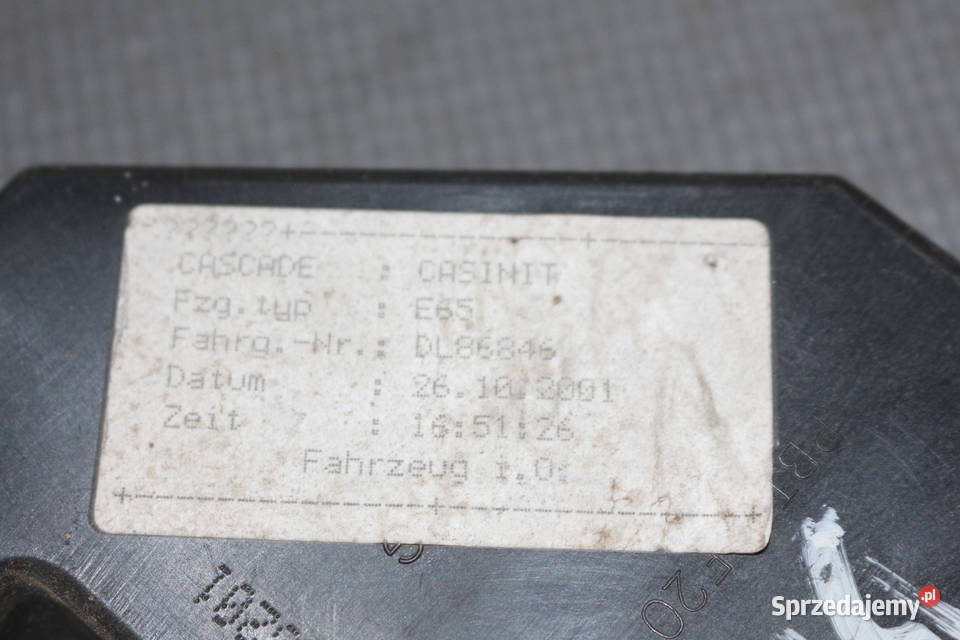 ??????+--------------------+------------
CASCADE : CASINIT
Fzg.typ : E65
Fahrg.-Nr.: DL86846
Datum : 26.10.2001
Zeit : 16:51:26
Fahrzeug i.O.
+--------------------+--------------------+
Sprzedajemy.pl